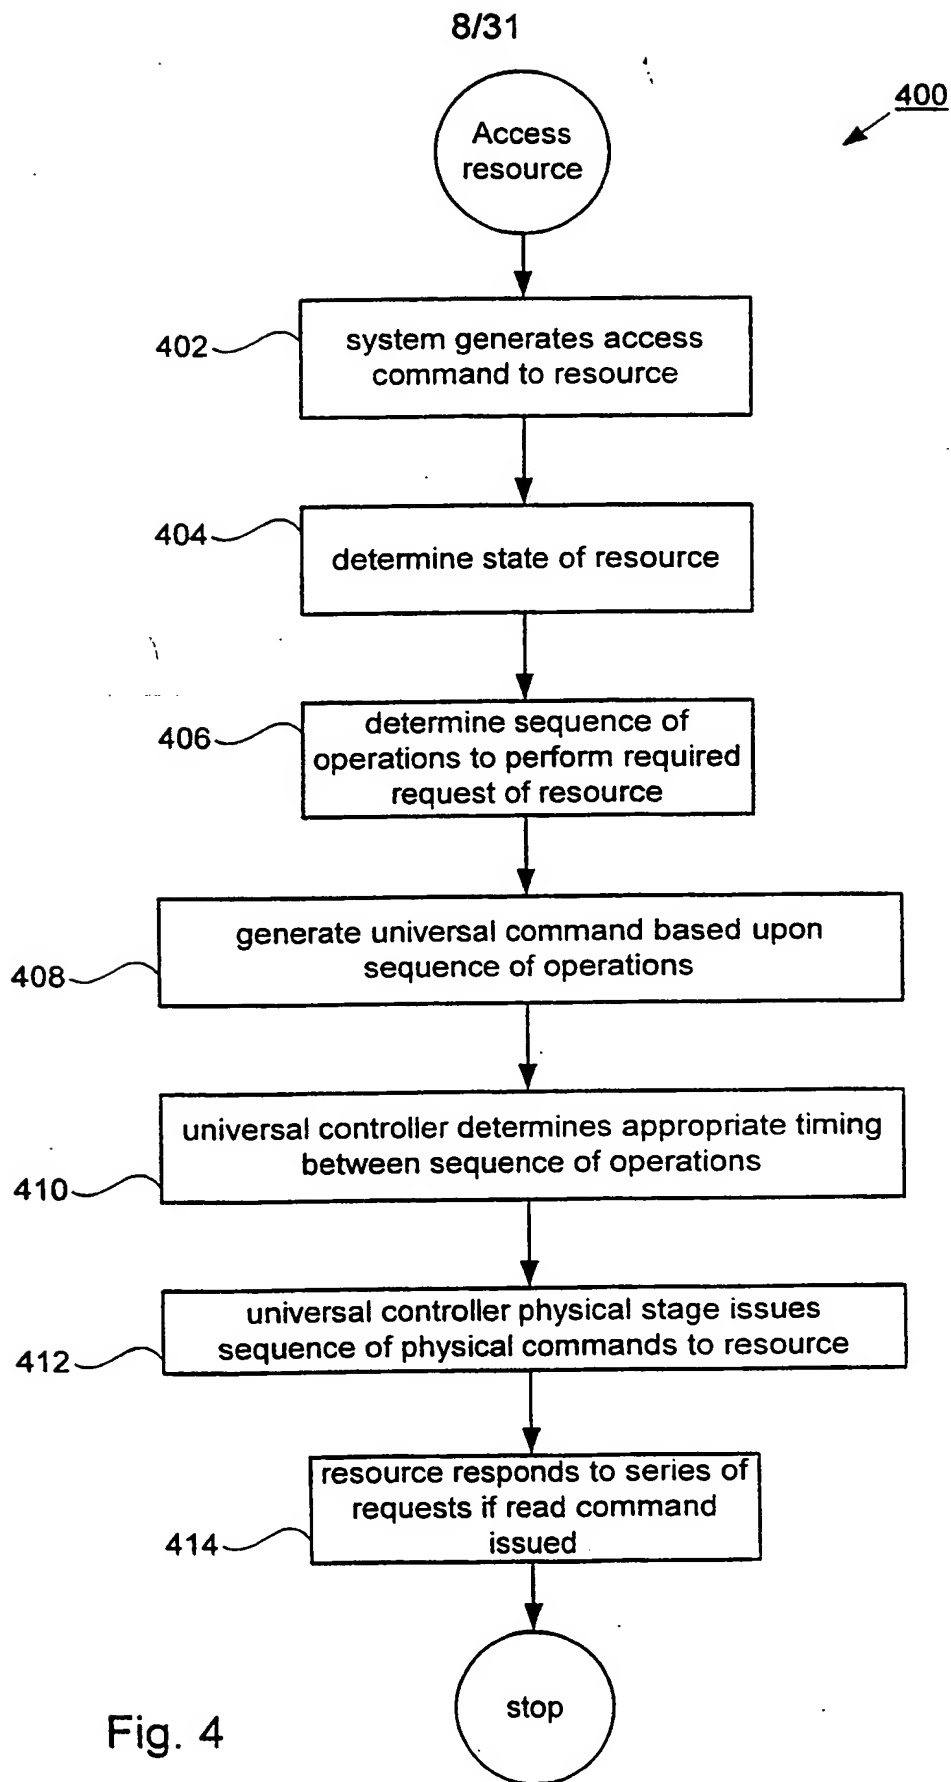 8/31
400
Access
resource
402
system generates access
command to resource
404
determine state of resource
406
determine sequence of
operations to perform required
request of resource
408
generate universal command based upon
sequence of operations
410
universal controller determines appropriate timing
between sequence of operations
412
universal controller physical stage issues
sequence of physical commands to resource
414
resource responds to series of
requests if read command
issued
stop
Fig. 4